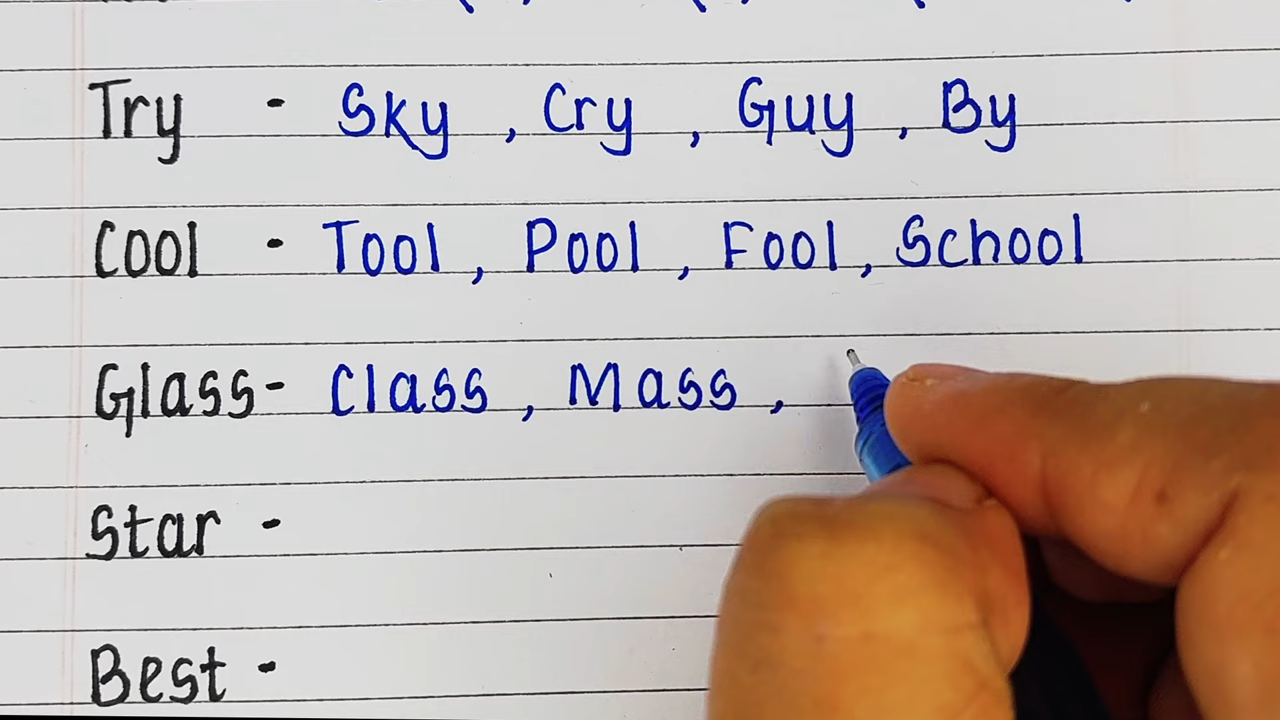 Try - Sky , Cry , Guy , By
Cool - Tool , Pool , Fool , School
Glass - Class , Mass ,
Star -
Best -